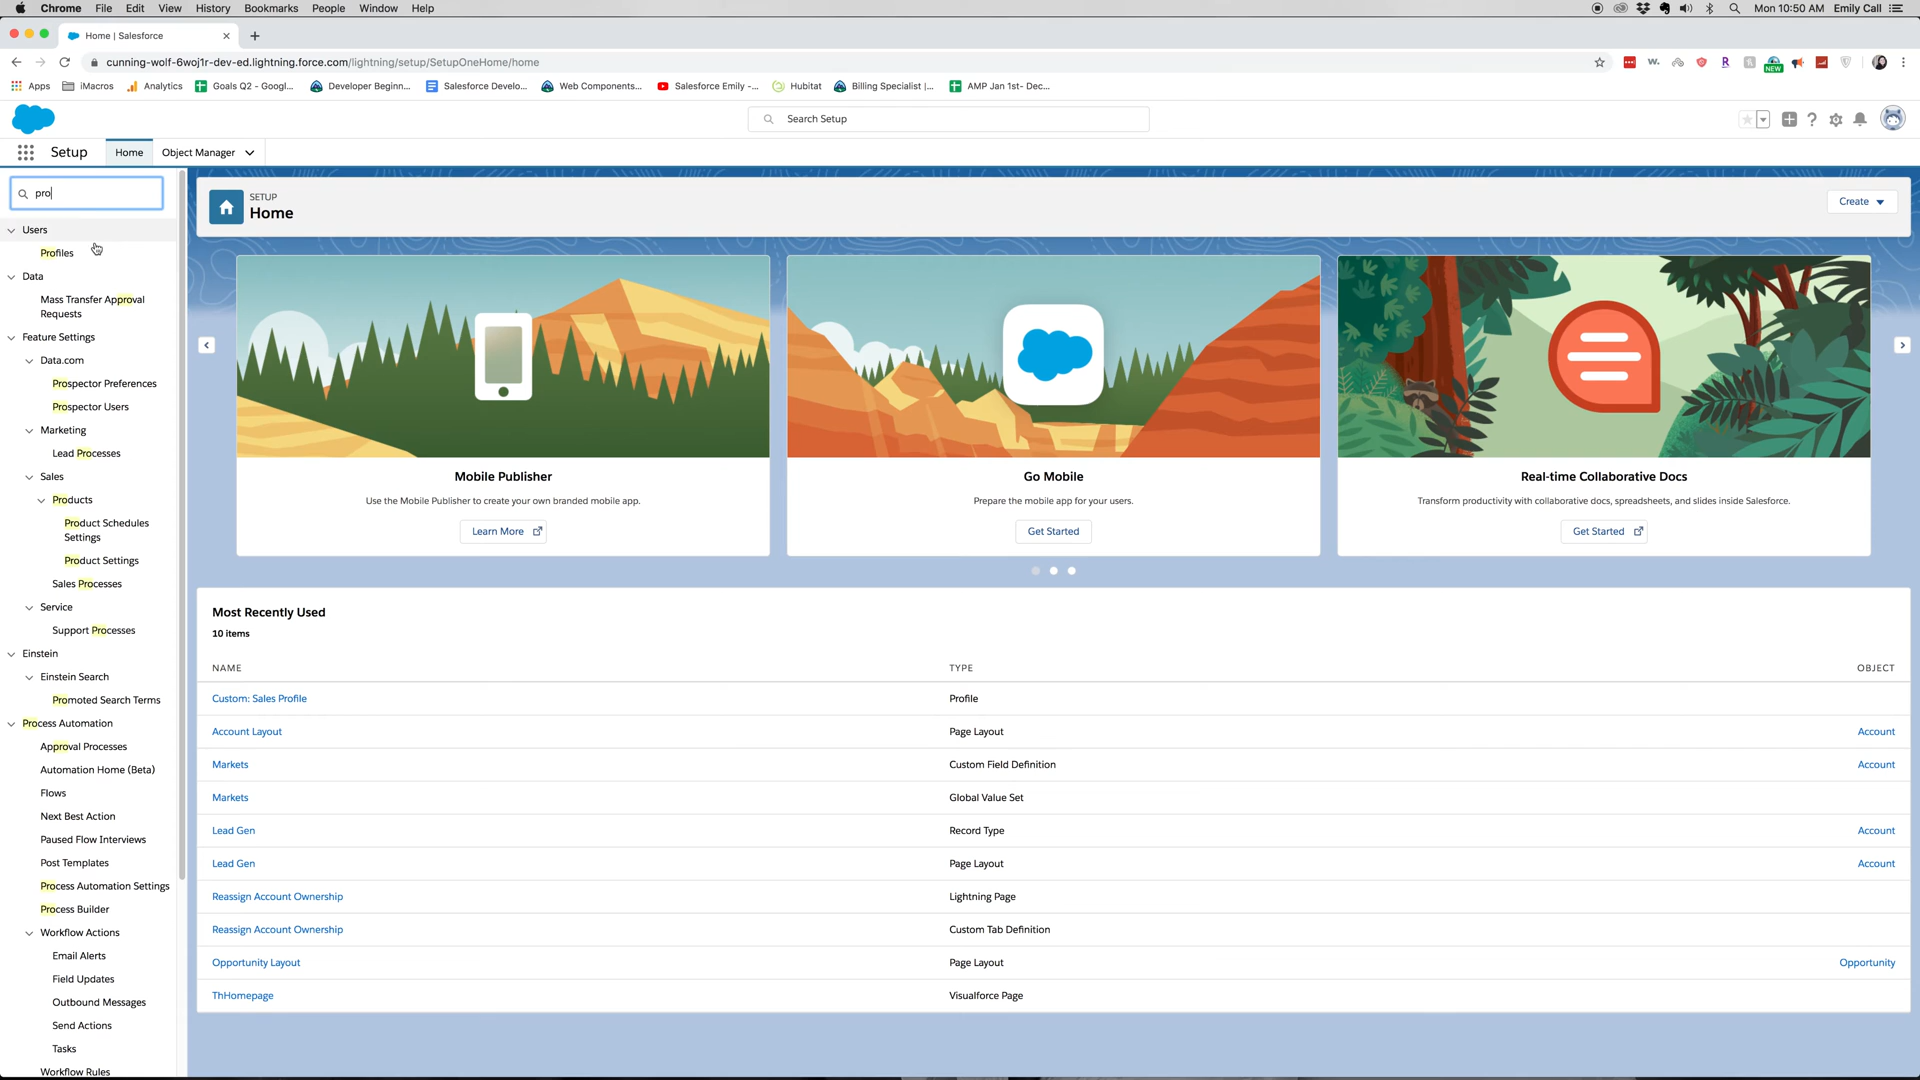 Chrome File Edit View History Bookmarks People Window Help Mon 10:50 AM Emily Call
Home | Salesforce
cunning-wolf-6woj1r-dev-ed.lightning.force.com/lightning/setup/SetupOneHome/home
NEW
Apps iMacros Analytics Goals Q2 - Googl... Developer Beginn... Salesforce Develo... Web Components... Salesforce Emily -... Hubitat Billing Specialist |... AMP Jan 1st- Dec...
Search Setup
Setup Home Object Manager
pro
Users
Profiles
Data
Mass Transfer Approval
Requests
Feature Settings
Data.com
Prospector Preferences
Prospector Users
Marketing
Lead Processes
Sales
Products
Product Schedules
Settings
Product Settings
Sales Processes
Service
Support Processes
Einstein
Einstein Search
Promoted Search Terms
Process Automation
Approval Processes
Automation Home (Beta)
Flows
Next Best Action
Paused Flow Interviews
Post Templates
Process Automation Settings
Process Builder
Workflow Actions
Email Alerts
Field Updates
Outbound Messages
Send Actions
Tasks
Workflow Rules
SETUP
Home
Create
Mobile Publisher
Use the Mobile Publisher to create your own branded mobile app.
Learn More
Go Mobile
Prepare the mobile app for your users.
Get Started
Real-time Collaborative Docs
Transform productivity with collaborative docs, spreadsheets, and slides inside Salesforce.
Get Started
Most Recently Used
10 items
NAME TYPE OBJECT
Custom: Sales Profile Profile
Account Layout Page Layout Account
Markets Custom Field Definition Account
Markets Global Value Set
Lead Gen Record Type Account
Lead Gen Page Layout Account
Reassign Account Ownership Lightning Page
Reassign Account Ownership Custom Tab Definition
Opportunity Layout Page Layout Opportunity
ThHomepage Visualforce Page